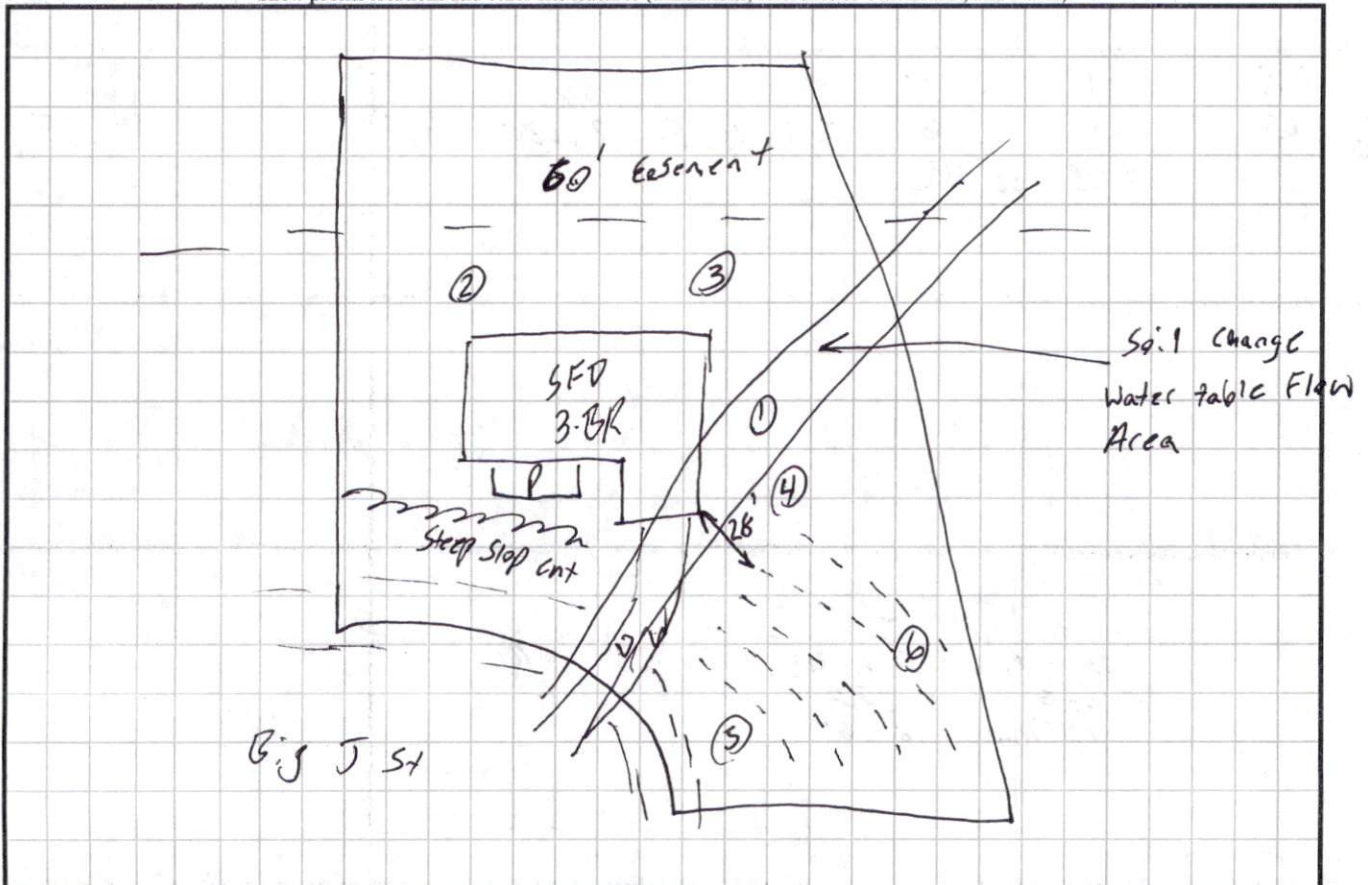 60' Easement
②
③
SFD
3-BR
Soil Change
Water table Flow
Area
①
P
④
28'
Steep Slop Cnt
D W
⑥
⑤
Big J St